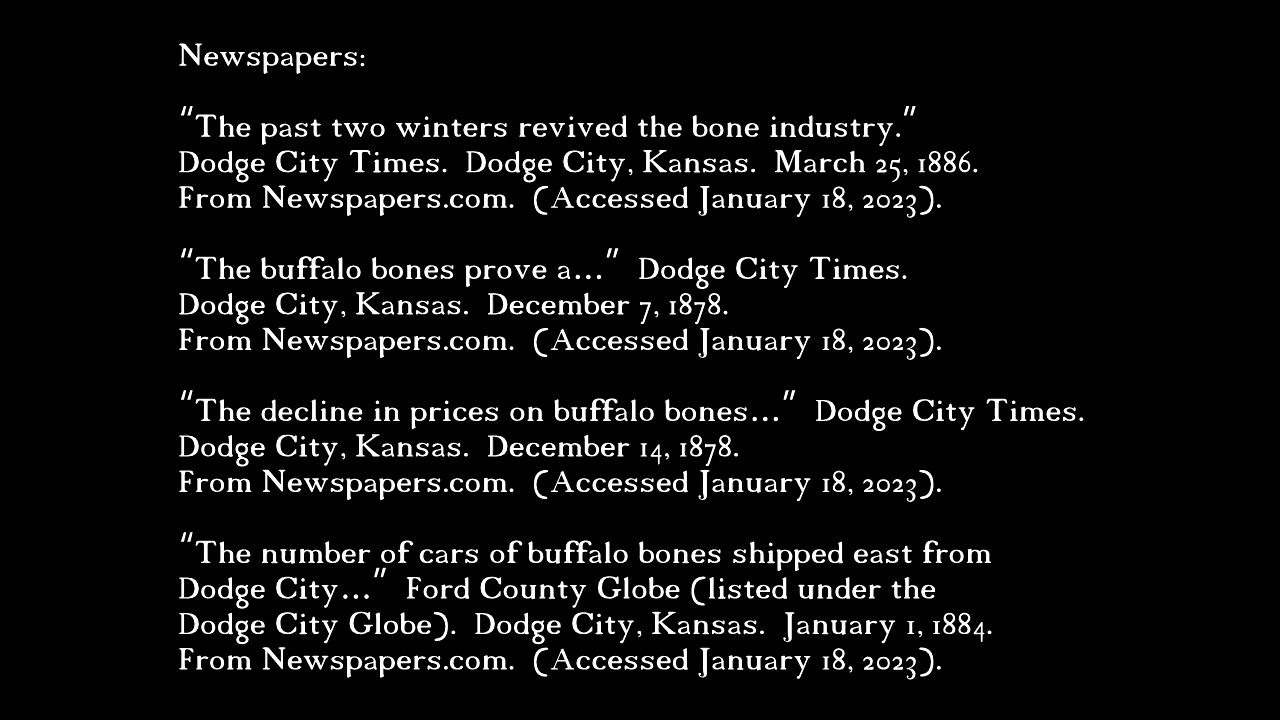 Newspapers:
"The past two winters revived the bone industry."
Dodge City Times.  Dodge City, Kansas.  March 25, 1886.
From Newspapers.com.  (Accessed January 18, 2023).
"The buffalo bones prove a..."  Dodge City Times.
Dodge City, Kansas.  December 7, 1878.
From Newspapers.com.  (Accessed January 18, 2023).
"The decline in prices on buffalo bones..."  Dodge City Times.
Dodge City, Kansas.  December 14, 1878.
From Newspapers.com.  (Accessed January 18, 2023).
"The number of cars of buffalo bones shipped east from
Dodge City..."  Ford County Globe (listed under the
Dodge City Globe).  Dodge City, Kansas.  January 1, 1884.
From Newspapers.com.  (Accessed January 18, 2023).